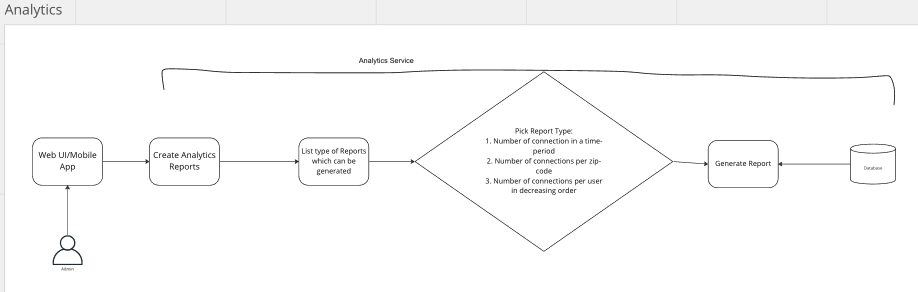 Analytics
Analytics Service
Web UI/Mobile
App
Create Analytics
Reports
List type of Reports
which can be
generated
Pick Report Type:
1. Number of connection in a time-
period
2. Number of connections per zip-
code
3. Number of connections per user
in decreasing order
Generate Report
Database
Admin